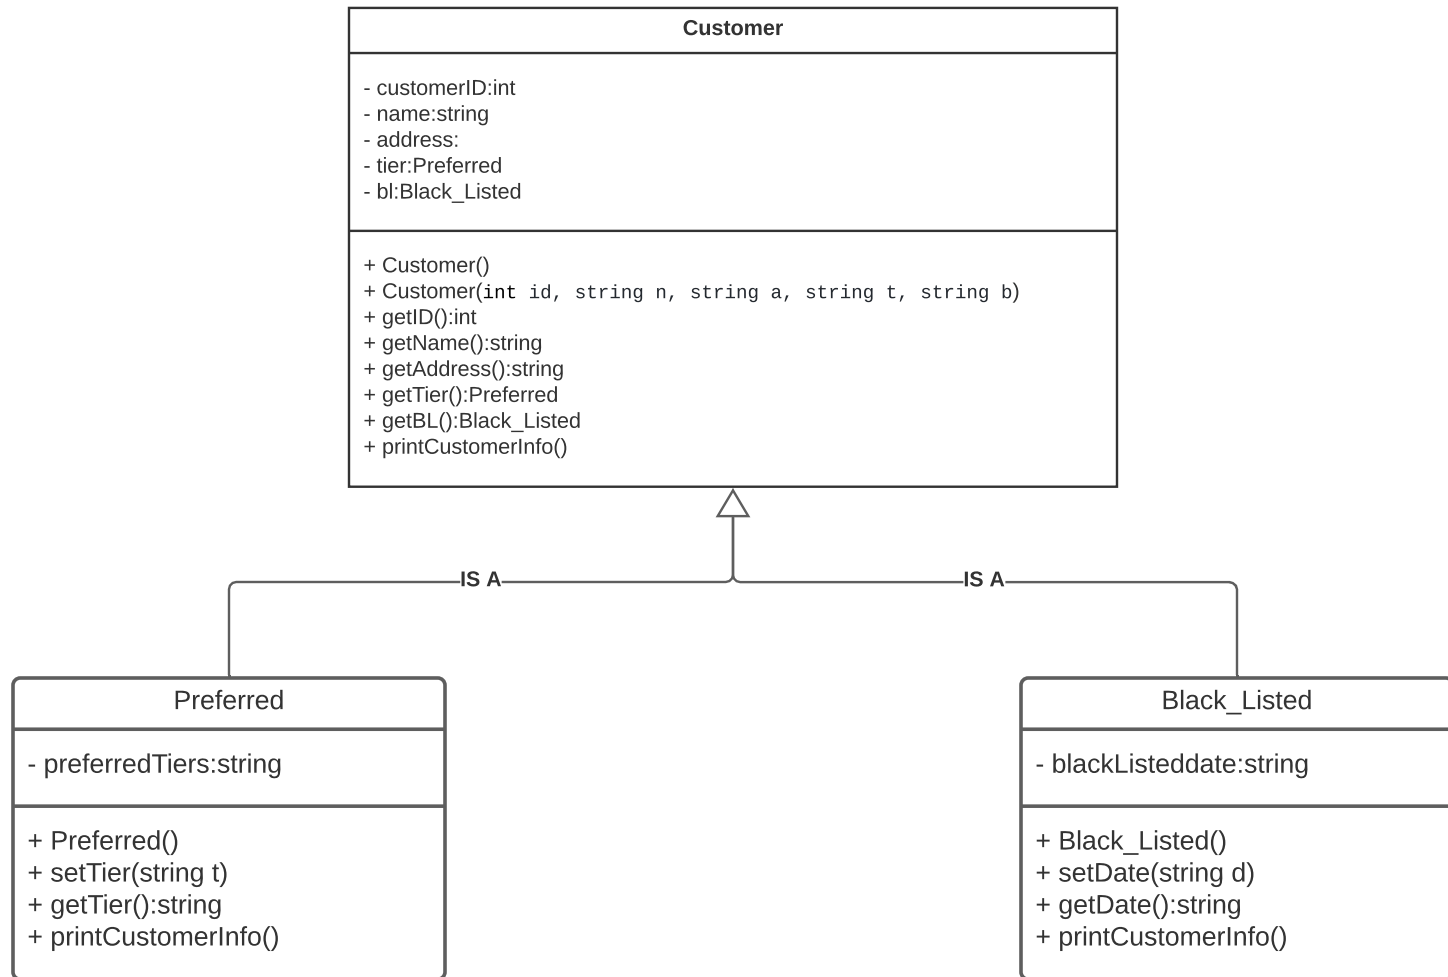 Customer
- customerID:int
- name:string
- address:
- tier:Preferred
- bl:Black_Listed
+ Customer()
+ Customer(int id, string n, string a, string t, string b)
+ getID():int
+ getName():string
+ getAddress():string
+ getTier():Preferred
+ getBL():Black_Listed
+ printCustomerInfo()
IS A
IS A
Preferred
- preferredTiers:string
+ Preferred()
+ setTier(string t)
+ getTier():string
+ printCustomerInfo()
Black_Listed
- blackListeddate:string
+ Black_Listed()
+ setDate(string d)
+ getDate():string
+ printCustomerInfo()